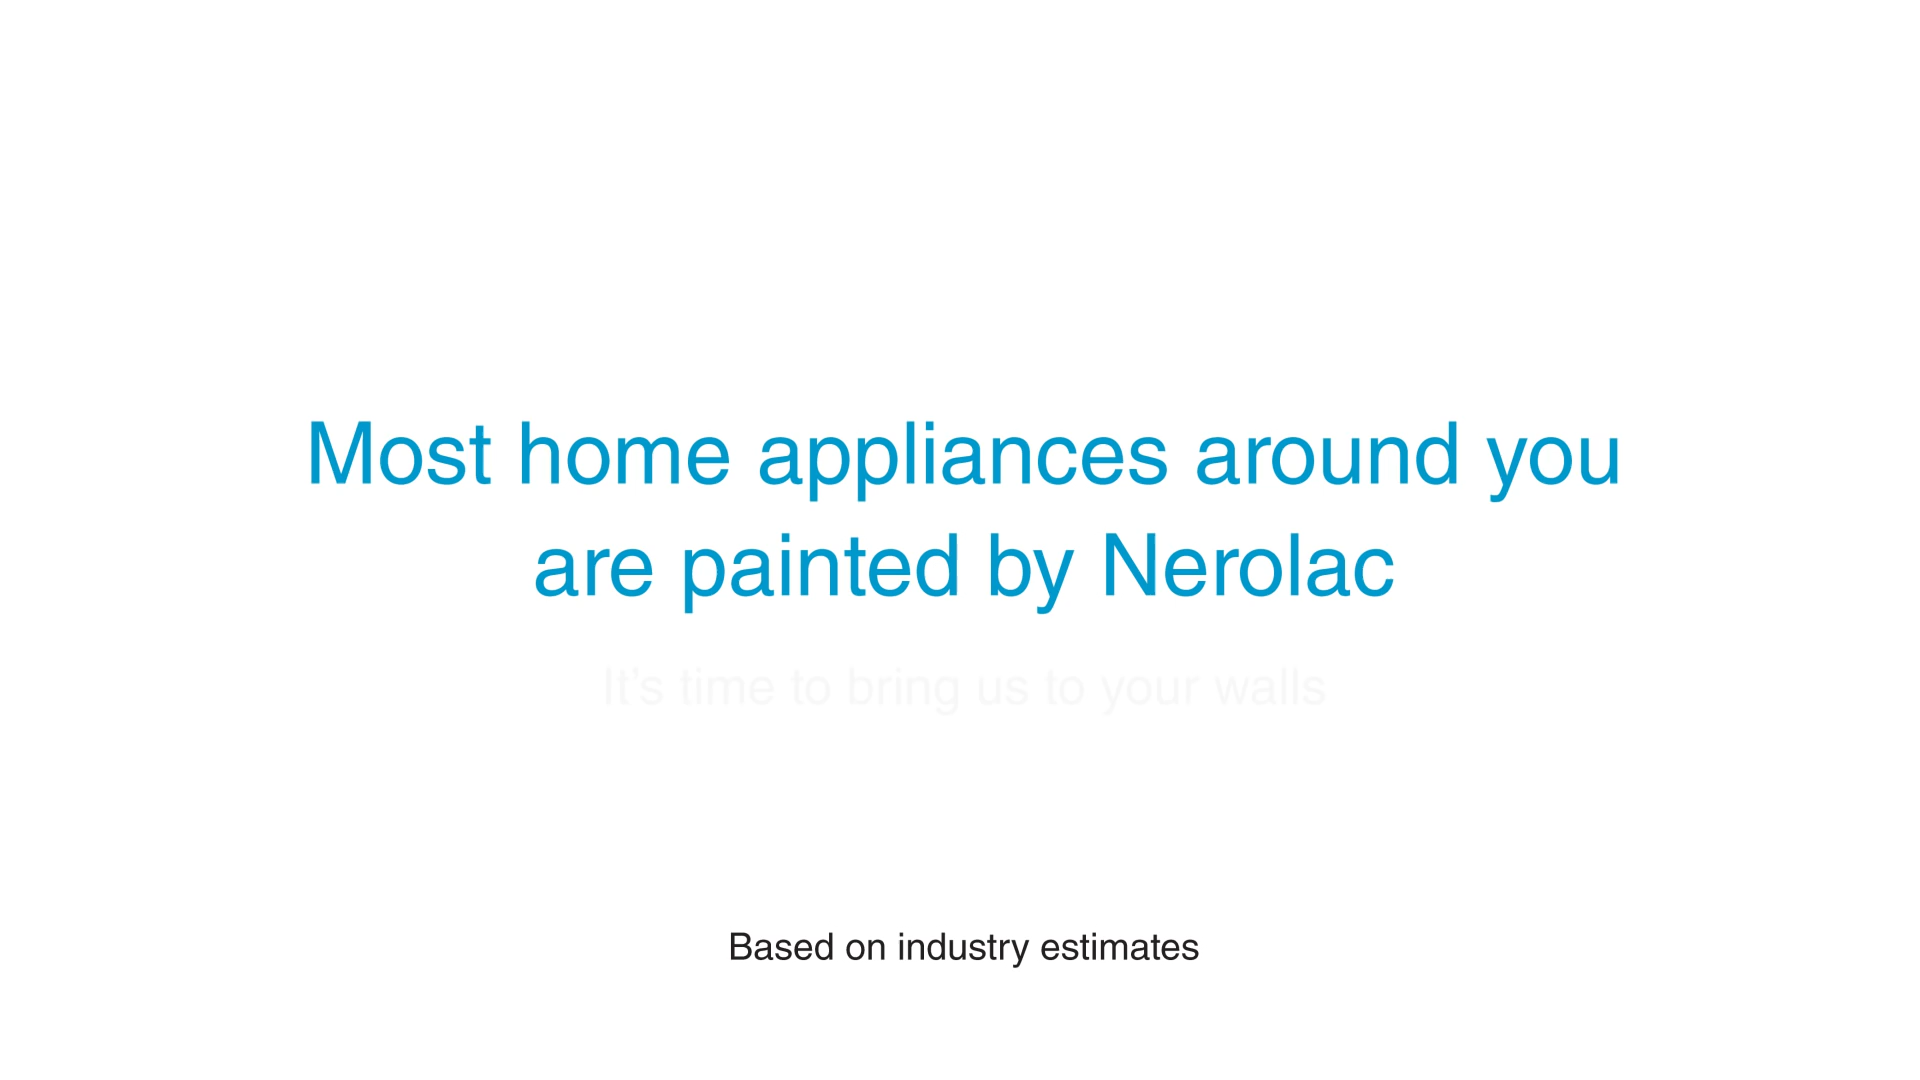 Most home appliances around you
are painted by Nerolac
It's time to bring us to your walls
Based on industry estimates